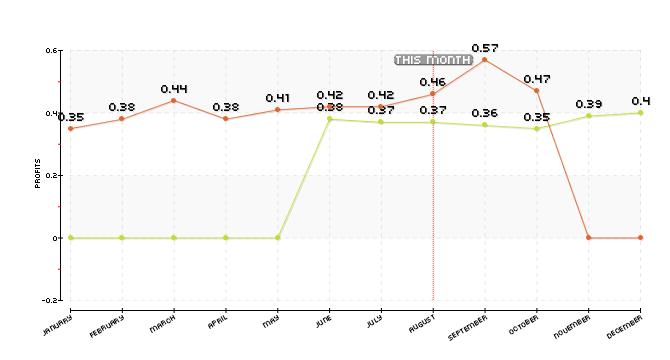 0.6
0.57
THIS MONTH
0.47
0.46
0.44
0.42
0.42
0.41
0.38
0.38
0.35
0.4
0.4
0.39
0.38
0.37
0.37
0.36
0.35
PROFITS
0.2
0
-0.2
JANUARY
FEBRUARY
MARCH
APRIL
MAY
JUNE
JULY
AUGUST
SEPTEMBER
OCTOBER
NOVEMBER
DECEMBER